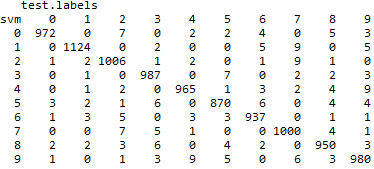 test.labels
svm 0 1 2 3 4 5 6 7 8 9
0 972 0 7 0 2 2 4 0 5 3
1 0 1124 0 2 0 0 5 9 0 5
2 1 2 1006 1 2 0 1 9 1 0
3 0 1 0 987 0 7 0 2 2 3
4 0 1 2 0 965 1 3 2 4 9
5 3 2 1 6 0 870 6 0 4 4
6 1 3 5 0 3 3 937 0 1 1
7 0 0 7 5 1 0 0 1000 4 1
8 2 2 3 6 0 4 2 0 950 3
9 1 0 1 3 9 5 0 6 3 980